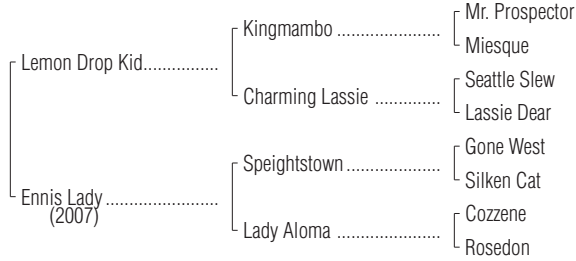 Mr. Prospector
Kingmambo ........................
Miesque
Lemon Drop Kid.................
Seattle Slew
Charming Lassie ...............
Lassie Dear
Gone West
Speightstown.....................
Silken Cat
Ennis Lady .........................
(2007)
Cozzene
Lady Aloma .......................
Rosedon